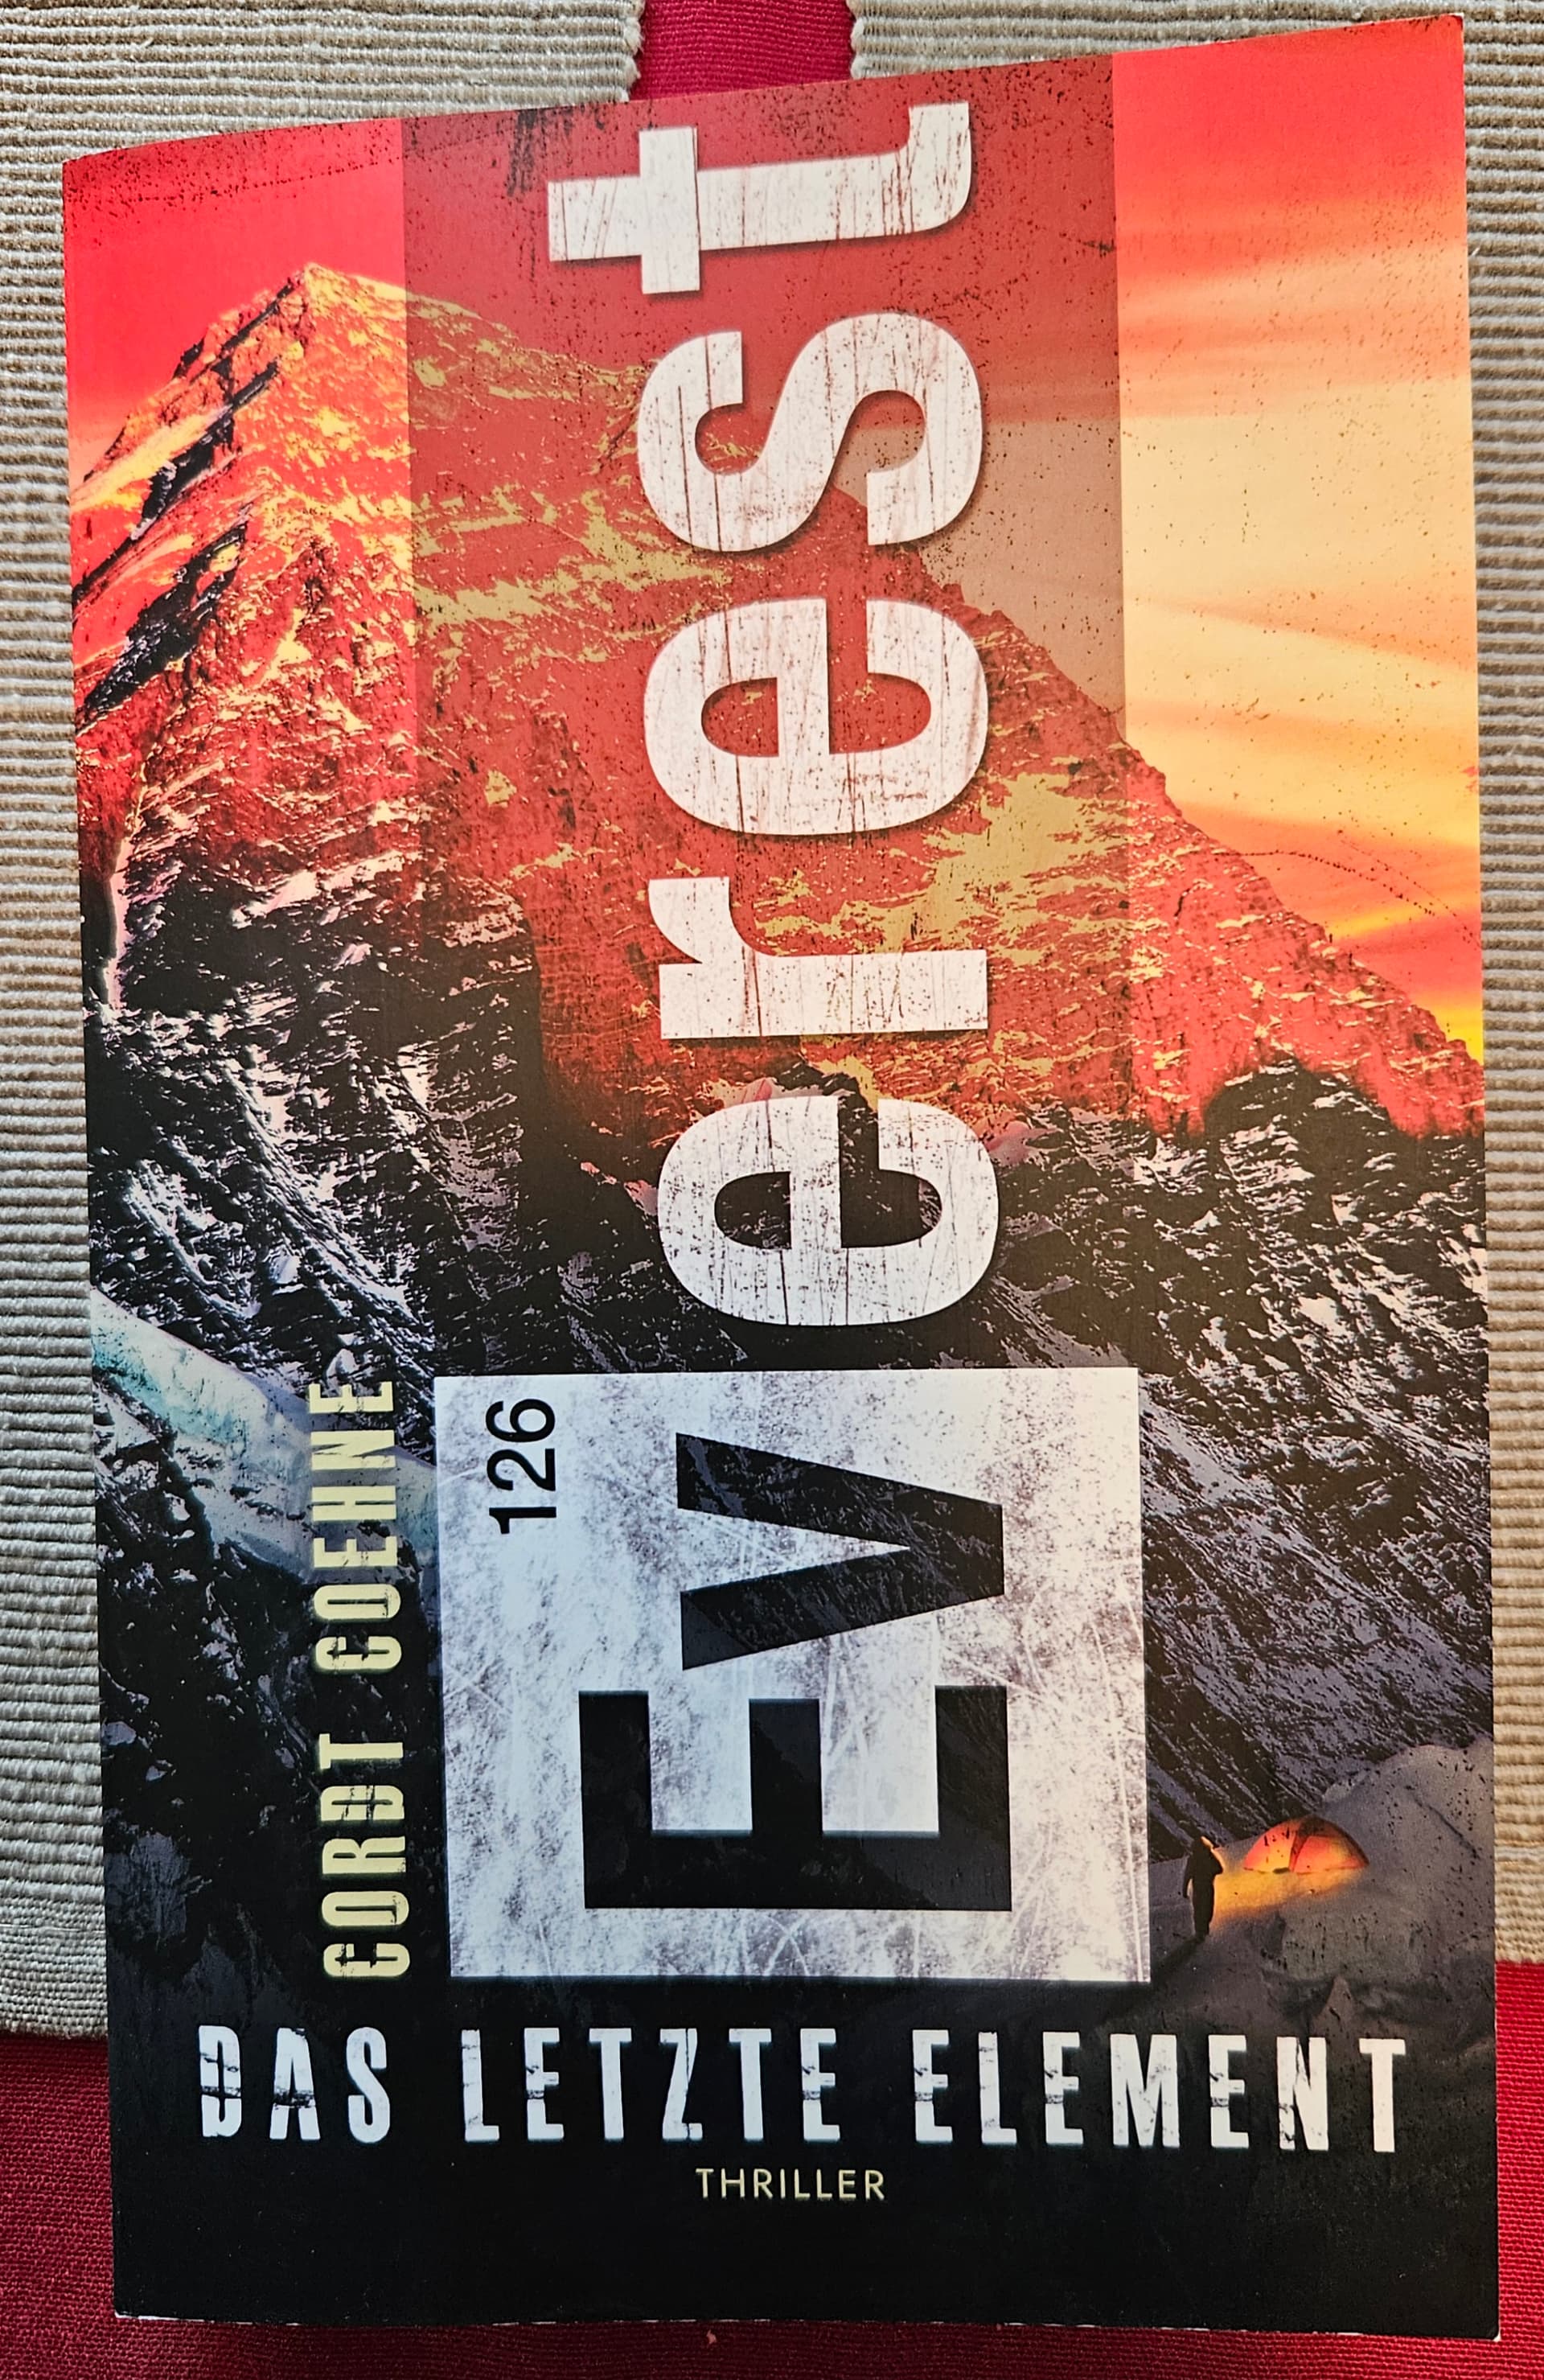 CORDT COEHNE
126
Everest
DAS LETZTE ELEMENT
THRILLER